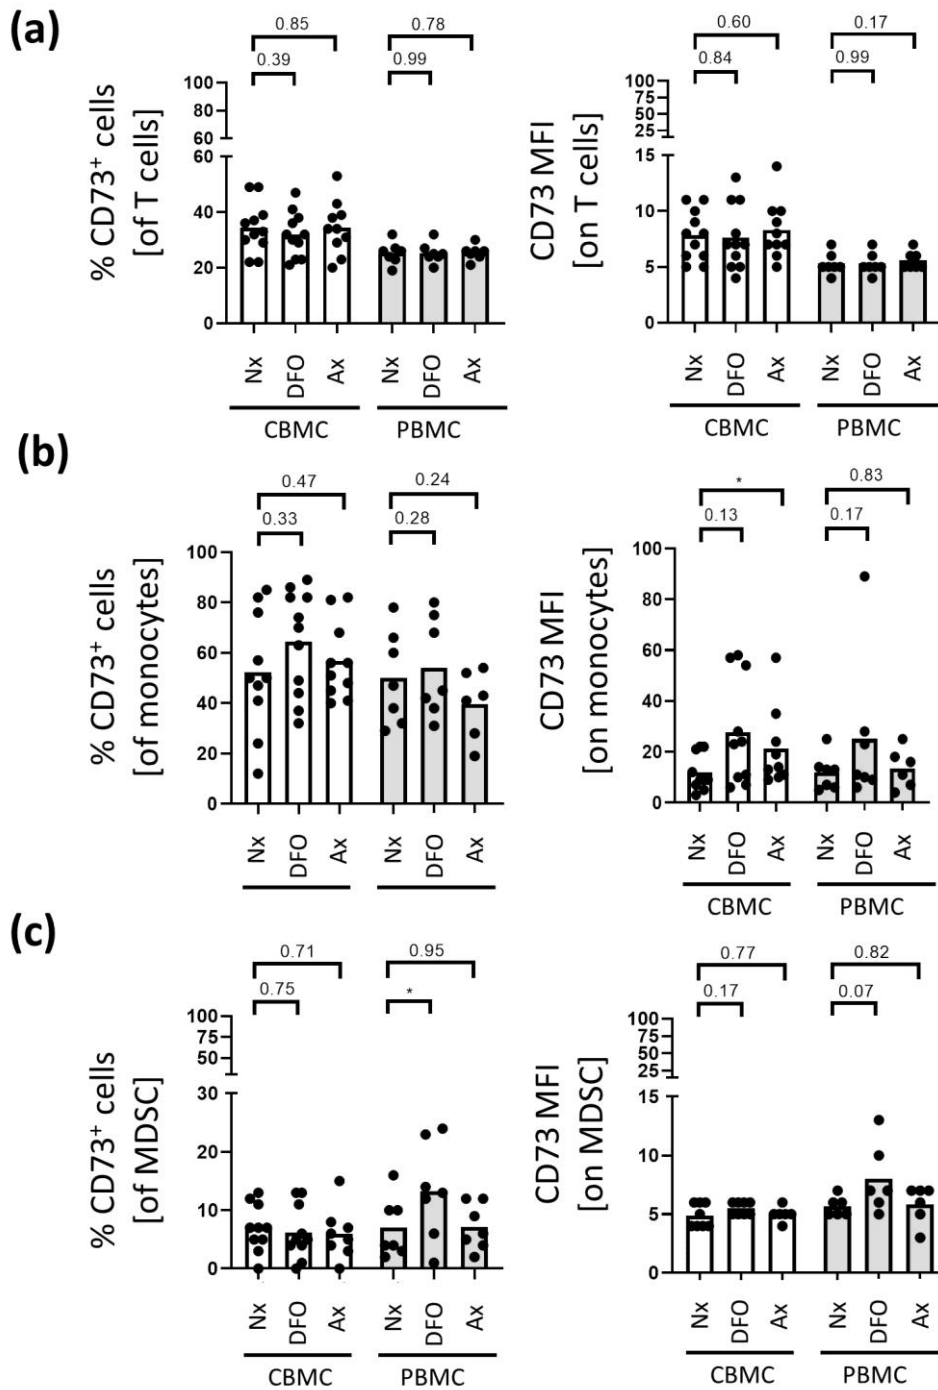 (a)
0.85
0.39
0.78
0.99
% CD73+ cells
[of T cells]
100
80
60
60
40
20
0
Nx
DFO
Ax
Nx
DFO
Ax
CBMC
PBMC
0.60
0.84
0.17
0.99
CD73 MFI
[on T cells]
100
75
50
25
15
10
5
0
Nx
DFO
Ax
Nx
DFO
Ax
CBMC
PBMC
(b)
0.47
0.33
0.24
0.28
% CD73+ cells
[of monocytes]
100
80
60
40
20
0
Nx
DFO
Ax
Nx
DFO
Ax
*
0.13
0.83
0.17
CD73 MFI
[on monocytes]
100
80
60
40
20
0
Nx
DFO
Ax
Nx
DFO
Ax
CBMC
PBMC
(c)
0.71
0.75
0.95
*
% CD73+ cells
[of MDSC]
100
75
50
30
20
10
0
Nx
DFO
Ax
Nx
DFO
Ax
CBMC
PBMC
0.77
0.17
0.82
0.07
CD73 MFI
[on MDSC]
100
75
50
25
15
10
5
0
Nx
DFO
Ax
Nx
DFO
Ax
CBMC
PBMC